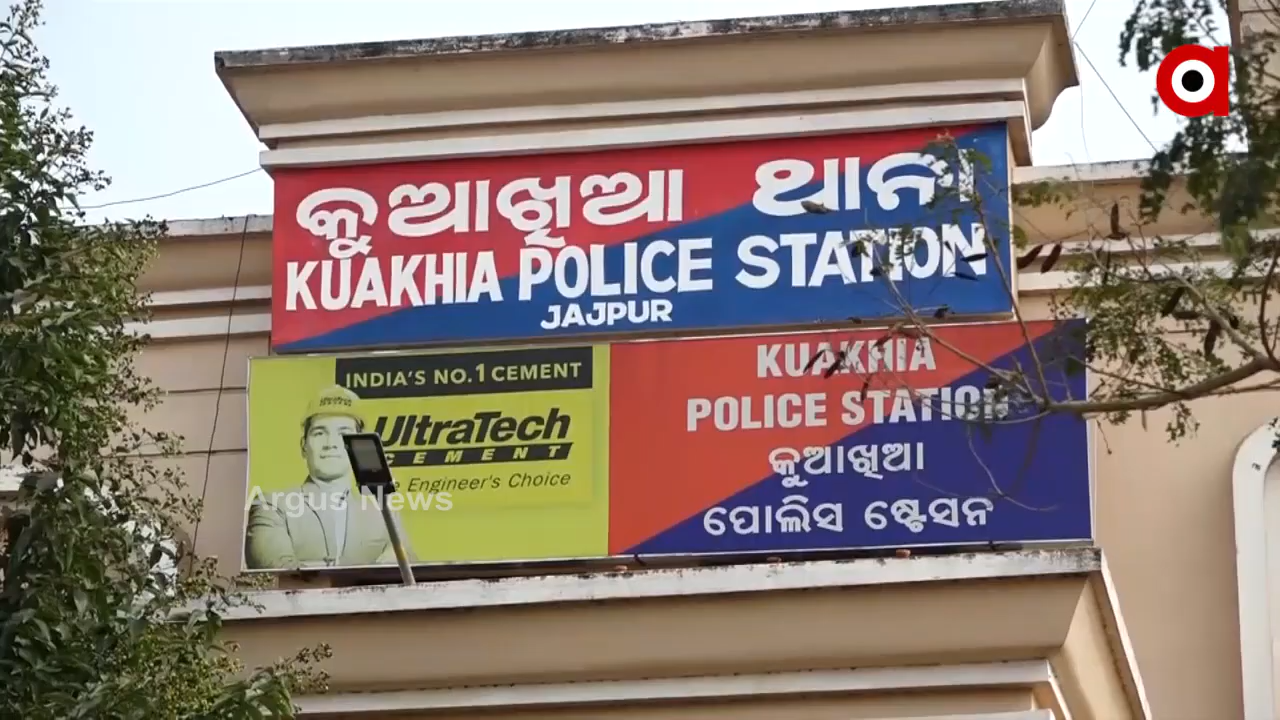 କୁଆଖିଆ ଥାନା
KUAKHIA POLICE STATION
JAJPUR
INDIA'S NO.1 CEMENT
UltraTech
CEMENT
Engineer's Choice
KUAKHIA
POLICE STATION
କୁଆଖିଆ
ପୋଲିସ ଷ୍ଟେସନ
Argus News